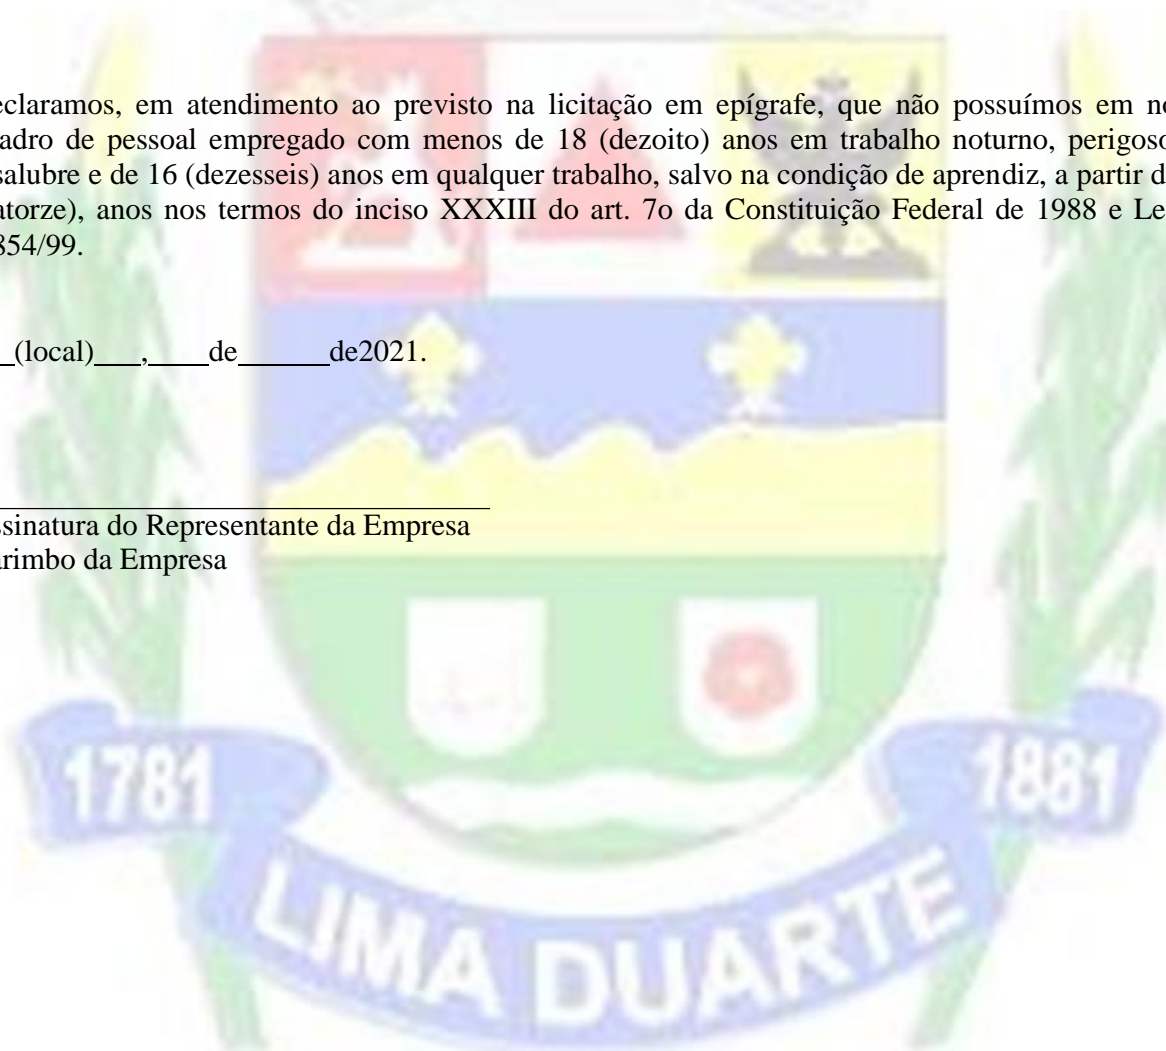 eclaramos, em atendimento ao previsto na licitação em epígrafe, que não possuímos em no
adro de pessoal empregado com menos de 18 (dezoito) anos em trabalho noturno, perigoso
salubre e de 16 (dezesseis) anos em qualquer trabalho, salvo na condição de aprendiz, a partir d
atorze), anos nos termos do inciso XXXIII do art. 7o da Constituição Federal de 1988 e Le
854/99.
_(local)___,____de______de2021.
ssinatura do Representante da Empresa
arimbo da Empresa
1781
1881
LIMA DUARTE